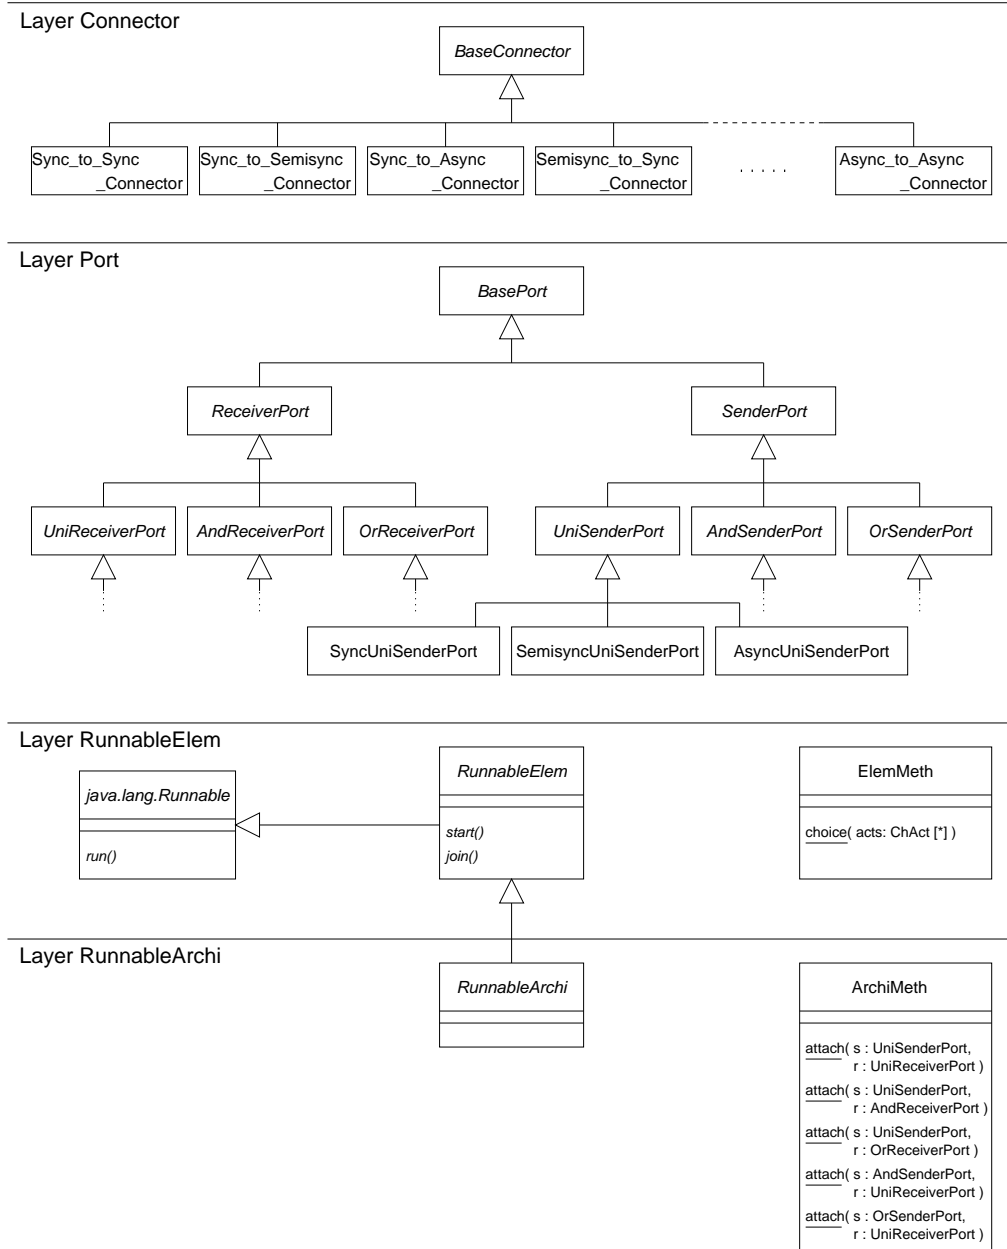 Layer Connector
BaseConnector
Sync_to_Sync
_Connector
Sync_to_Semisync
_Connector
Sync_to_Async
_Connector
Semisync_to_Sync
_Connector
. . . . .
Async_to_Async
_Connector
Layer Port
BasePort
ReceiverPort
SenderPort
UniReceiverPort
AndReceiverPort
OrReceiverPort
UniSenderPort
AndSenderPort
OrSenderPort
SyncUniSenderPort
SemisyncUniSenderPort
AsyncUniSenderPort
Layer RunnableElem
java.lang.Runnable
run()
RunnableElem
start()
join()
ElemMeth
choice( acts: ChAct [*] )
Layer RunnableArchi
RunnableArchi
ArchiMeth
attach( s : UniSenderPort,
r : UniReceiverPort )
attach( s : UniSenderPort,
r : AndReceiverPort )
attach( s : UniSenderPort,
r : OrReceiverPort )
attach( s : AndSenderPort,
r : UniReceiverPort )
attach( s : OrSenderPort,
r : UniReceiverPort )